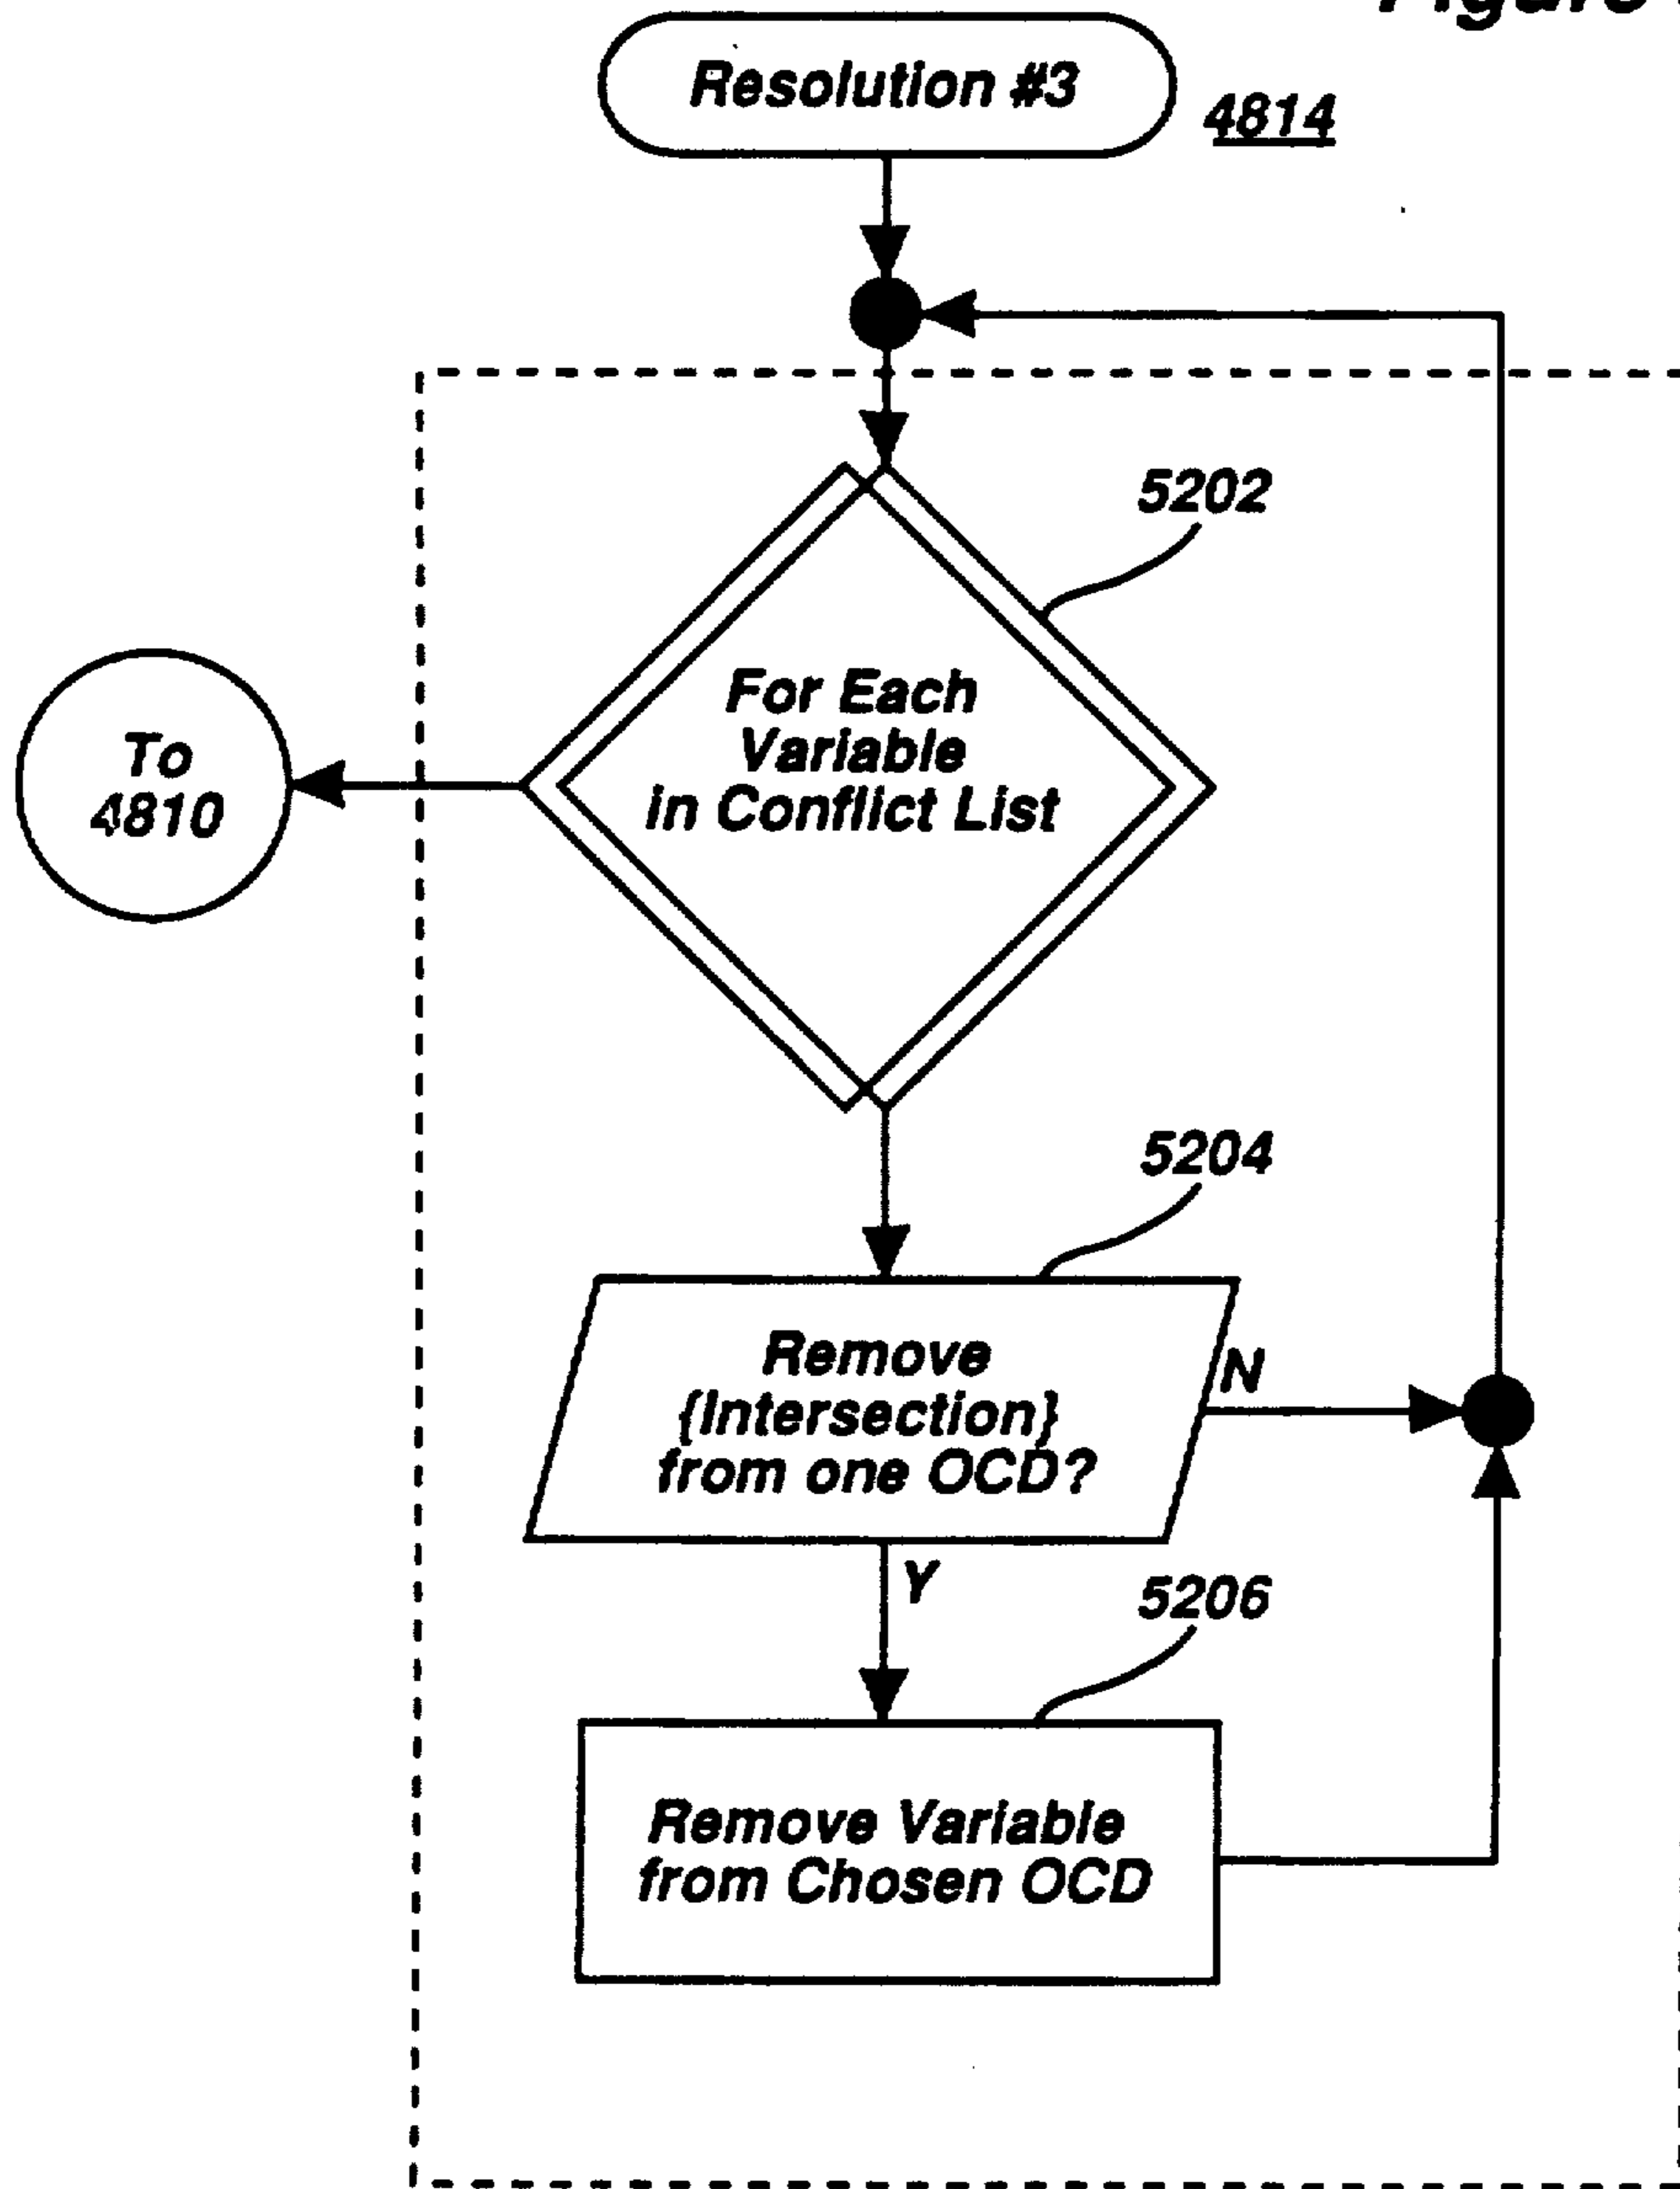 Figure
Resolution #3
4814
5202
For Each
Variable
in Conflict List
To
4810
5204
Remove
{Intersection}
from one OCD?
N
Y
5206
Remove Variable
from Chosen OCD